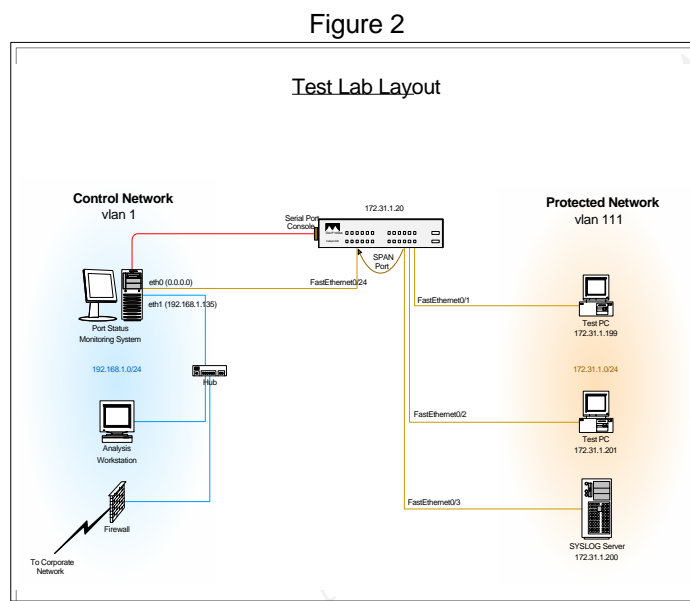 Figure 2
Test Lab Layout
Control Network
vlan 1
172.31.1.20
Protected Network
vlan 111
Serial Port
Console
SPAN
Port
eth0 (0.0.0.0)
FastEthernet0/24
eth1 (192.168.1.135)
FastEthernet0/1
Port Status
Monitoring System
Test PC
172.31.1.199
192.168.1.0/24
Hub
172.31.1.0/24
Analysis
Workstation
FastEthernet0/2
Test PC
172.31.1.201
Firewall
FastEthernet0/3
To Corporate
Network
SYSLOG Server
172.31.1.200